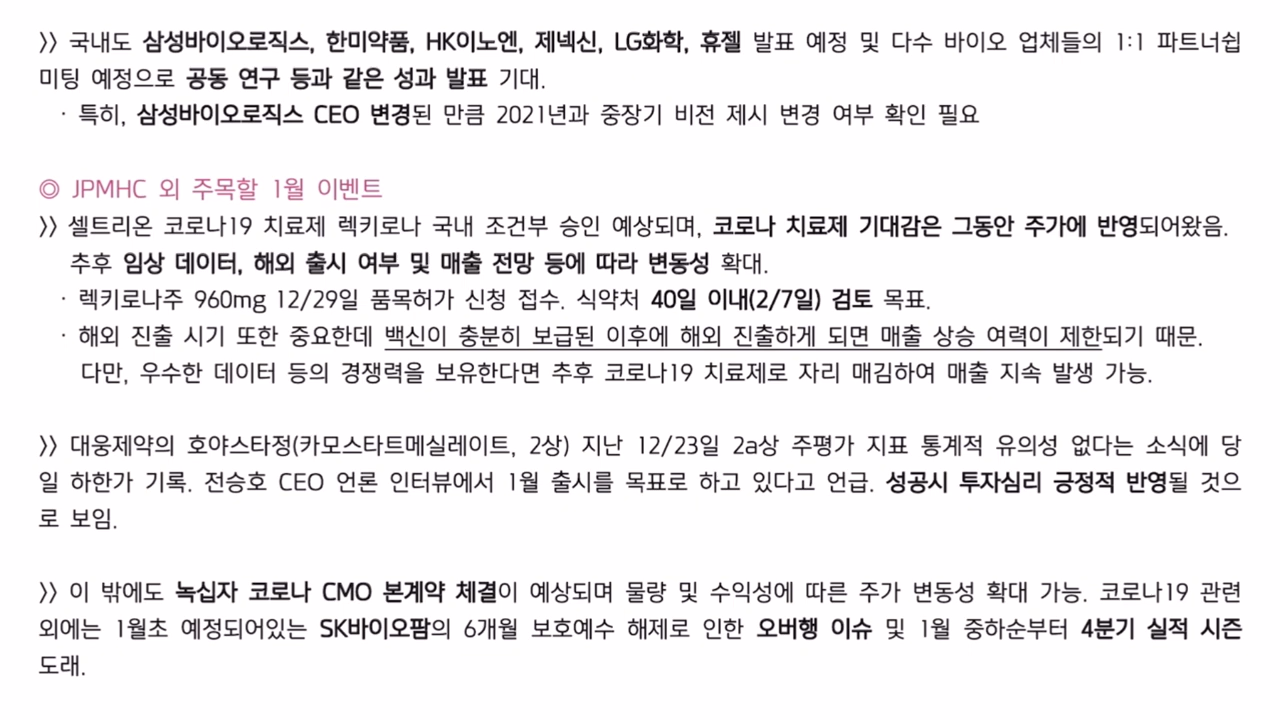 》 국내도 삼성바이오로직스, 한미약품, HK이노엔, 제넥신, LG화학, 휴젤 발표 예정 및 다수 바이오 업체들의 1:1 파트너쉽
미팅 예정으로 공동 연구 등과 같은 성과 발표 기대.
· 특히, 삼성바이오로직스 CEO 변경된 만큼 2021년과 중장기 비전 제시 변경 여부 확인 필요
◎ JPMHC 외 주목할 1월 이벤트
》 셀트리온 코로나19 치료제 렉키로나 국내 조건부 승인 예상되며, 코로나 치료제 기대감은 그동안 주가에 반영되어왔음.
추후 임상 데이터, 해외 출시 여부 및 매출 전망 등에 따라 변동성 확대.
· 렉키로나주 960mg 12/29일 품목허가 신청 접수. 식약처 40일 이내(2/7일) 검토 목표.
· 해외 진출 시기 또한 중요한데 백신이 충분히 보급된 이후에 해외 진출하게 되면 매출 상승 여력이 제한되기 때문.
다만, 우수한 데이터 등의 경쟁력을 보유한다면 추후 코로나19 치료제로 자리 매김하여 매출 지속 발생 가능.
》 대웅제약의 호야스타정(카모스타트메실레이트, 2상) 지난 12/23일 2a상 주평가 지표 통계적 유의성 없다는 소식에 당
일 하한가 기록. 전승호 CEO 언론 인터뷰에서 1월 출시를 목표로 하고 있다고 언급. 성공시 투자심리 긍정적 반영될 것으
로 보임.
》 이 밖에도 녹십자 코로나 CMO 본계약 체결이 예상되며 물량 및 수익성에 따른 주가 변동성 확대 가능. 코로나19 관련
외에는 1월초 예정되어있는 SK바이오팜의 6개월 보호예수 해제로 인한 오버행 이슈 및 1월 중하순부터 4분기 실적 시즌
도래.